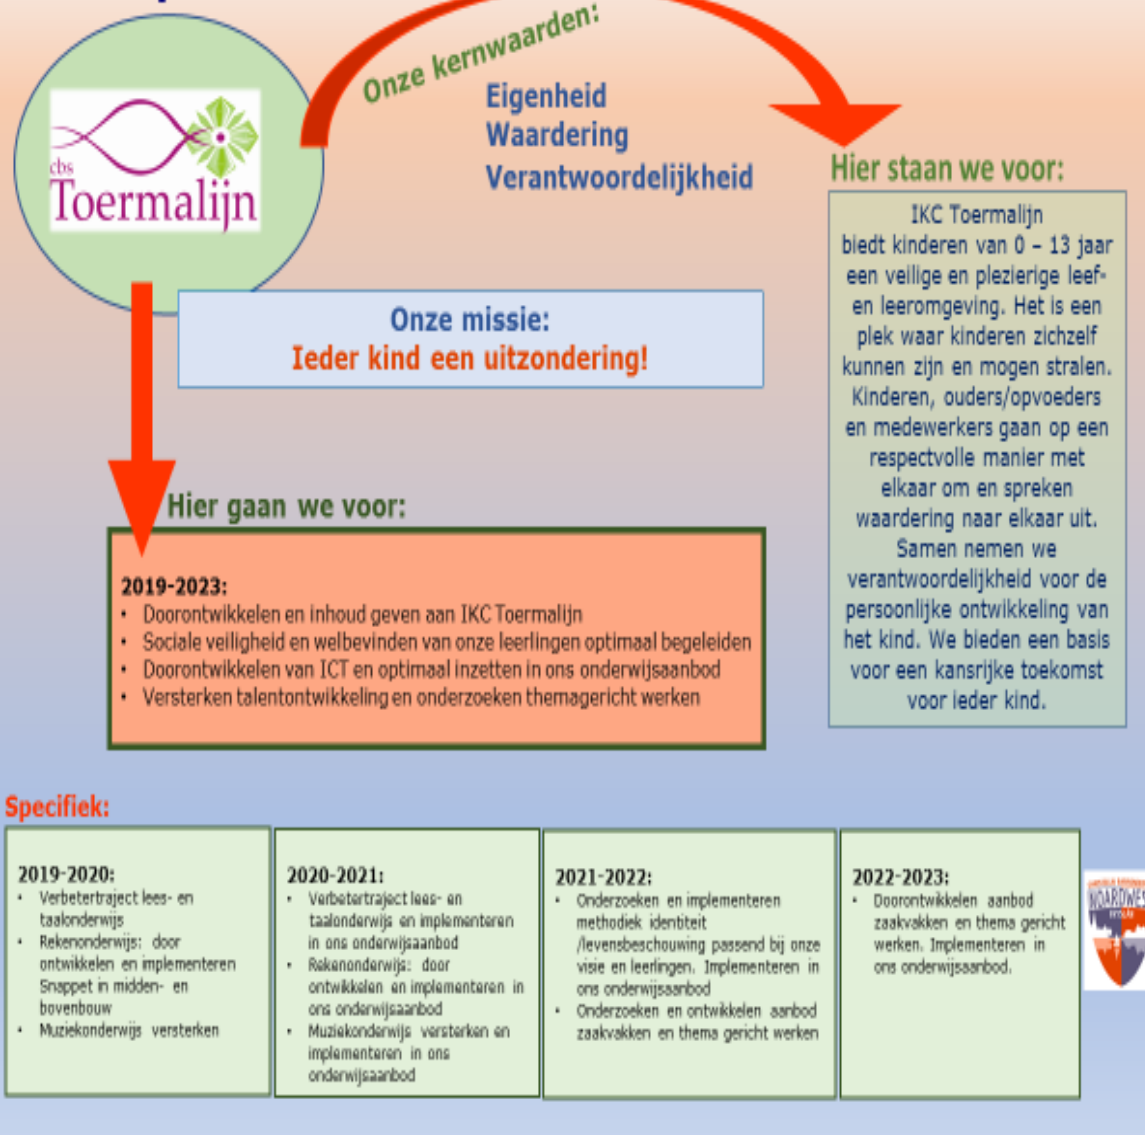 cbs
Toermalijn
Onze kernwaarden:
Eigenheid
Waardering
Verantwoordelijkheid
Hier staan we voor:
IKC Toermalijn
biedt kinderen van 0 – 13 jaar
een veilige en plezierige leef-
en leeromgeving. Het is een
plek waar kinderen zichzelf
kunnen zijn en mogen stralen.
Kinderen, ouders/opvoeders
en medewerkers gaan op een
respectvolle manier met
elkaar om en spreken
waardering naar elkaar uit.
Samen nemen we
verantwoordelijkheid voor de
persoonlijke ontwikkeling van
het kind. We bieden een basis
voor een kansrijke toekomst
voor ieder kind.
Onze missie:
Ieder kind een uitzondering!
Hier gaan we voor:
2019-2023:
• Doorontwikkelen en inhoud geven aan IKC Toermalijn
• Sociale veiligheid en welbevinden van onze leerlingen optimaal begeleiden
• Doorontwikkelen van ICT en optimaal inzetten in ons onderwijsaanbod
• Versterken talentontwikkeling en onderzoeken themagericht werken
Specifiek:
2019-2020:
• Verbetertraject lees- en
taalonderwijs
• Rekenonderwijs: door
ontwikkelen en implementeren
Snappet in midden- en
bovenbouw
• Muziekonderwijs versterken
2020-2021:
• Verbetertraject lees- en
taalonderwijs en implementeren
in ons onderwijsaanbod
• Rekenonderwijs: door
ontwikkelen en implementeren in
ons onderwijsaanbod
• Muziekonderwijs versterken en
implementeren in ons
onderwijsaanbod
2021-2022:
• Onderzoeken en implementeren
methodiek identiteit
/levensbeschouwing passend bij onze
visie en leerlingen. Implementeren in
ons onderwijsaanbod
• Onderzoeken en ontwikkelen aanbod
zaakvakken en thema gericht werken
2022-2023:
• Doorontwikkelen aanbod
zaakvakken en thema gericht
werken. Implementeren in
ons onderwijsaanbod.